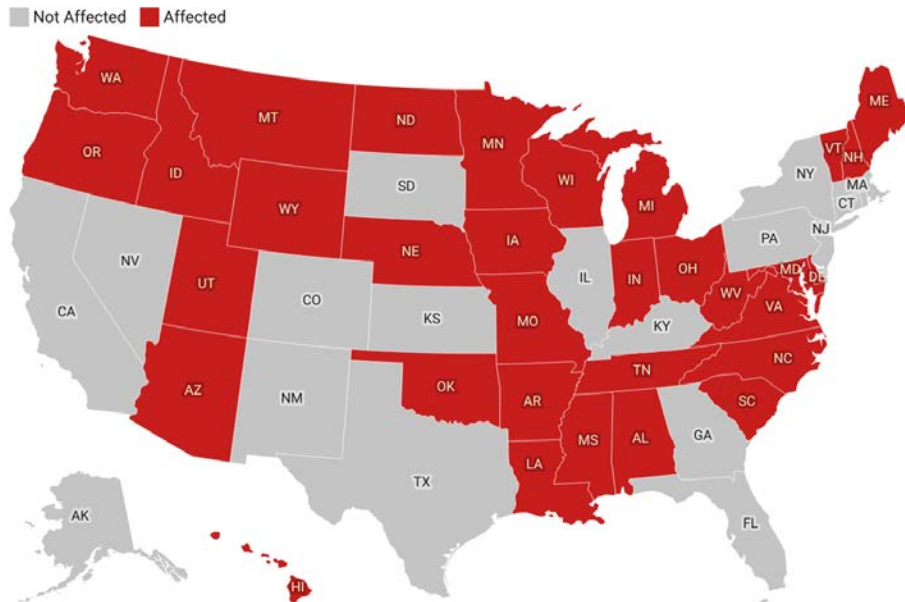 Not Affected Affected
WA
MT
ND
MN
ME
OR
ID
SD
WI
VT
NH
NY
MA
WY
MI
CT
IA
NE
PA
NJ
NV
UT
IL
IN
OH
MD
DE
CO
WV
CA
KS
MO
KY
VA
NC
TN
AZ
NM
OK
AR
SC
MS
AL
GA
LA
TX
AK
FL
HI